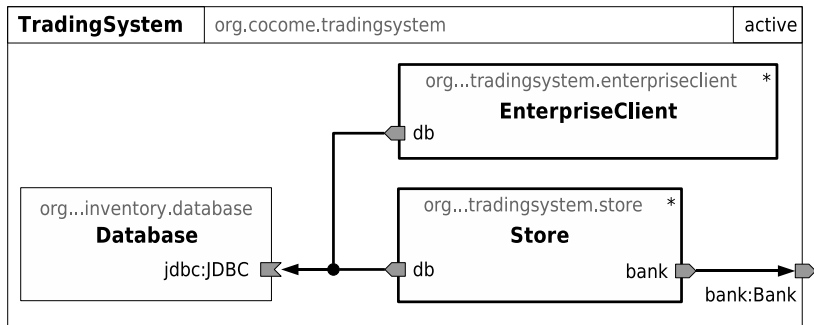 TradingSystem org.cocome.tradingsystem active
org...tradingsystem.enterpriseclient *
EnterpriseClient
db
org...inventory.database
Database
jdbc:JDBC
org...tradingsystem.store *
Store
db
bank
bank:Bank